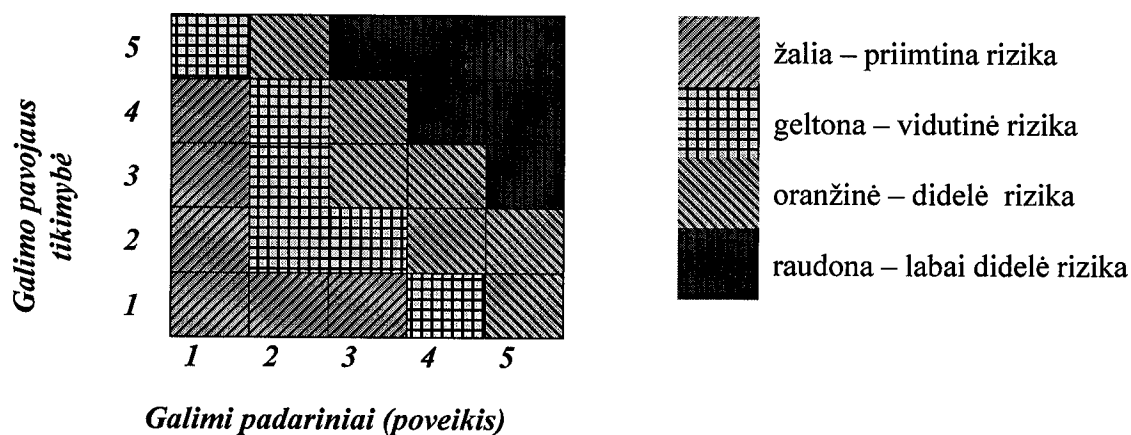 Galimo pavojaus
tikimybė
5
4
3
2
1
1 2 3 4 5
Galimi padariniai (poveikis)
žalia – priimtina rizika
geltona – vidutinė rizika
oranžinė – didelė rizika
raudona – labai didelė rizika